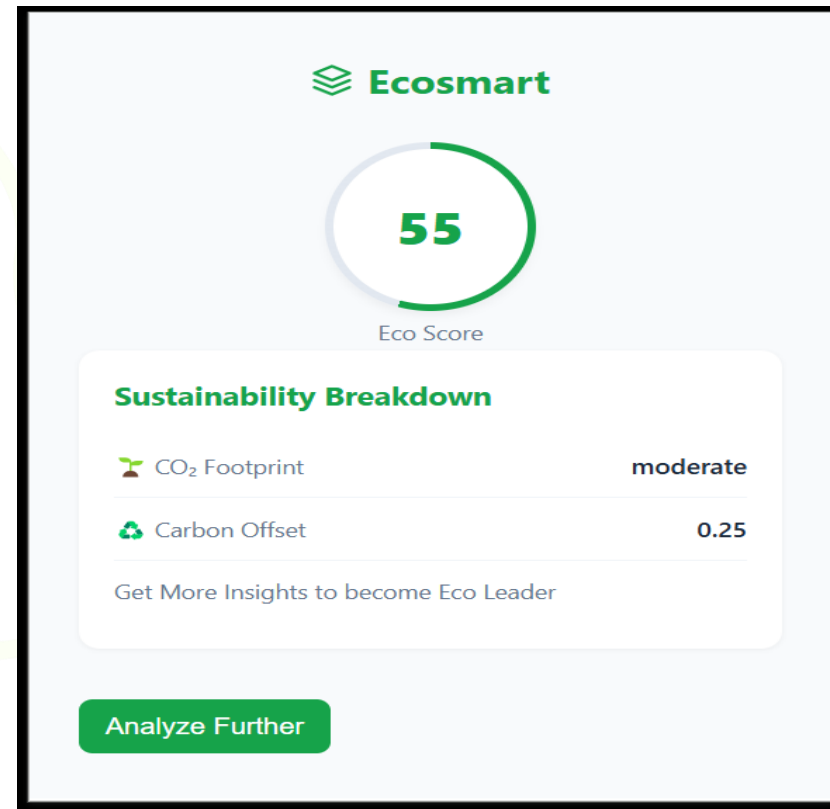 Ecosmart
55
Eco Score
Sustainability Breakdown
CO₂ Footprint moderate
Carbon Offset 0.25
Get More Insights to become Eco Leader
Analyze Further